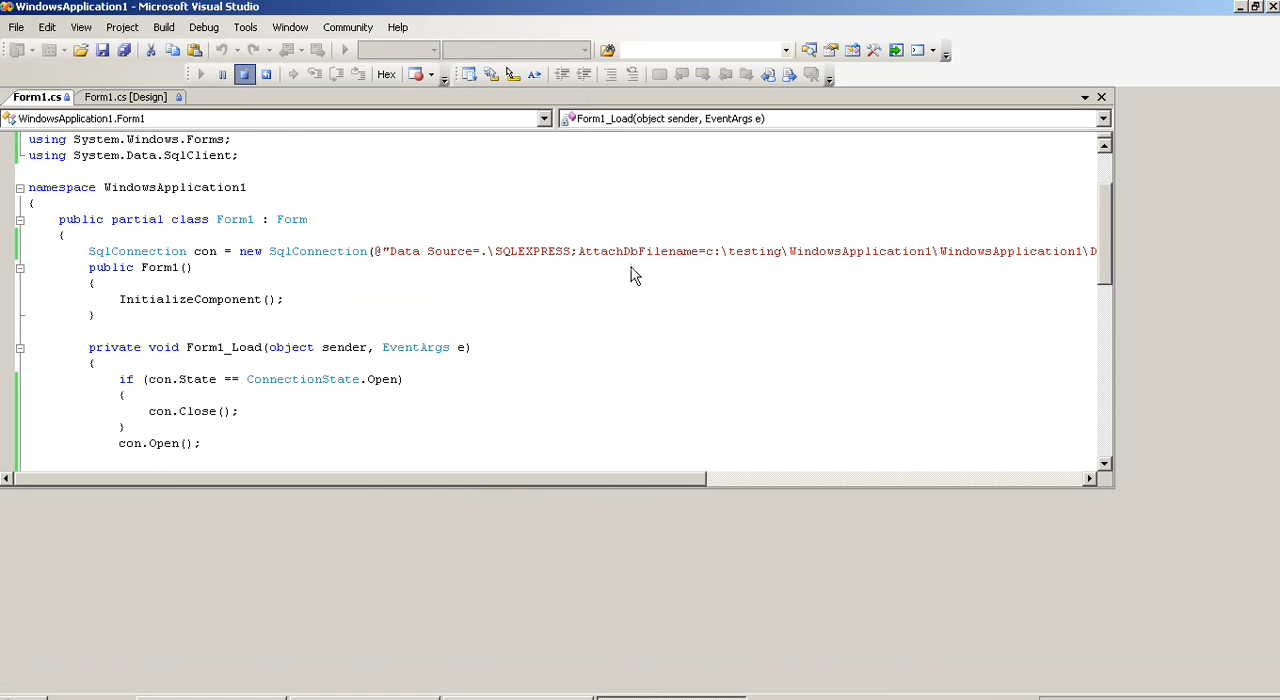 WindowsApplication1 - Microsoft Visual Studio
File Edit View Project Build Debug Tools Window Community Help
Hex
Form1.cs Form1.cs [Design]
WindowsApplication1.Form1 Form1_Load(object sender, EventArgs e)
using System.Windows.Forms;
using System.Data.SqlClient;
namespace WindowsApplication1
{
public partial class Form1 : Form
{
SqlConnection con = new SqlConnection(@"Data Source=.\SQLEXPRESS;AttachDbFilename=c:\testing\WindowsApplication1\WindowsApplication1\D
public Form1()
{
InitializeComponent();
}
private void Form1_Load(object sender, EventArgs e)
{
if (con.State == ConnectionState.Open)
{
con.Close();
}
con.Open();